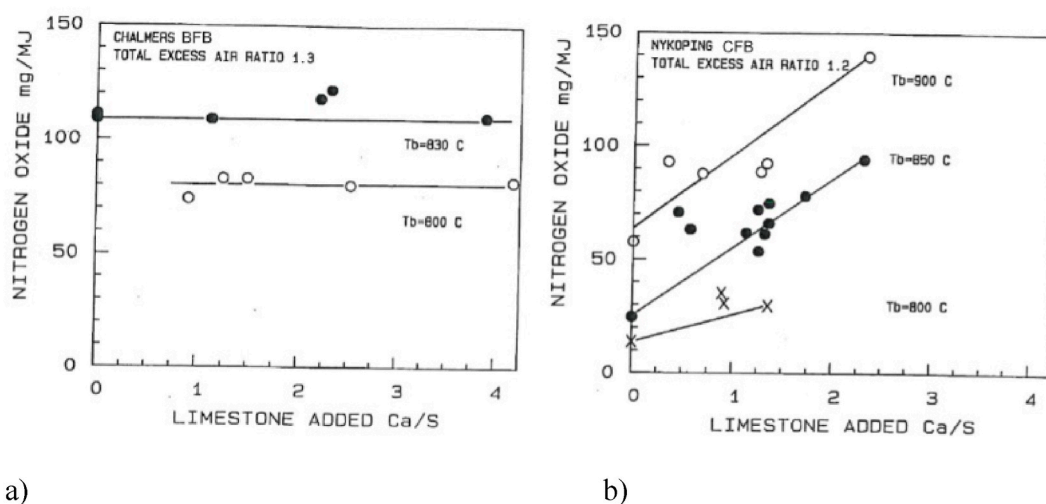 CHALMERS BFB
TOTAL EXCESS AIR RATIO 1.3
NITROGEN OXIDE mg/MJ
150
100
50
0
Tb=830 C
Tb=800 C
0 1 2 3 4
LIMESTONE ADDED Ca/S
a)
NYKOPING CFB
TOTAL EXCESS AIR RATIO 1.2
NITROGEN OXIDE mg/MJ
150
100
50
0
Tb=900 C
Tb=850 C
Tb=800 C
0 1 2 3 4
LIMESTONE ADDED Ca/S
b)